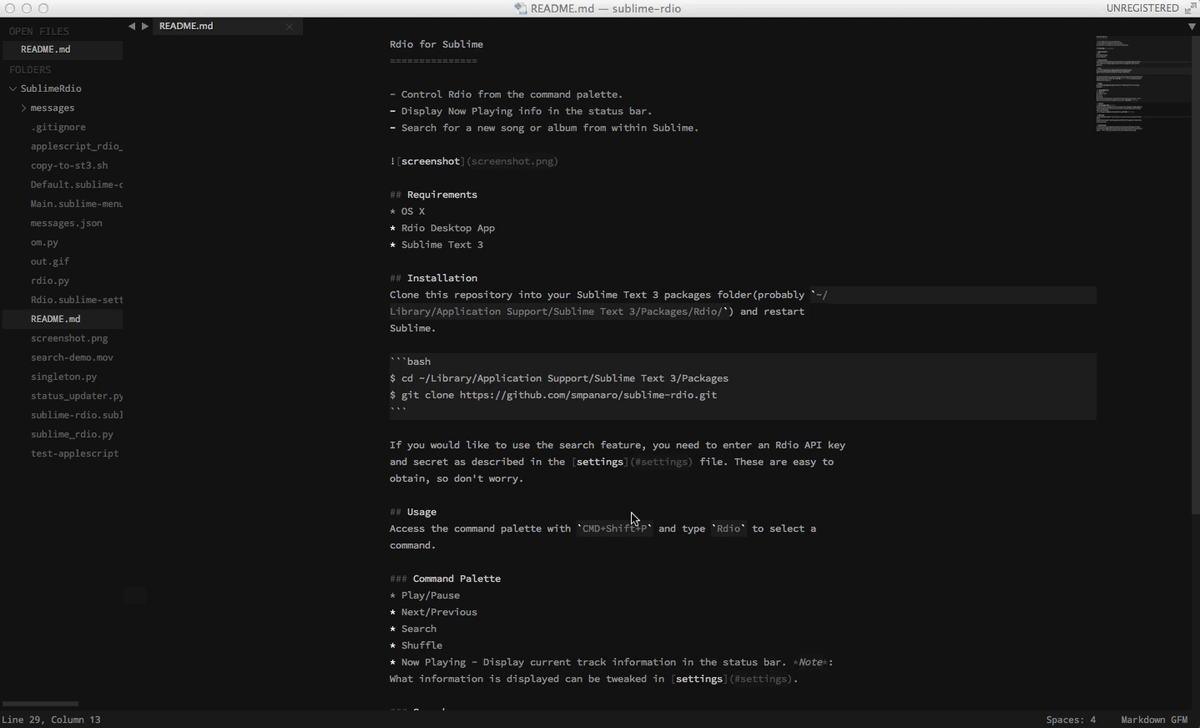 README.md — sublime-rdio
UNREGISTERED
OPEN FILES
README.md
FOLDERS
SublimeRdio
messages
.gitignore
applescript_rdio_
copy-to-st3.sh
Default.sublime-c
Main.sublime-menu
messages.json
om.py
out.gif
rdio.py
Rdio.sublime-sett
README.md
screenshot.png
search-demo.mov
singleton.py
status_updater.py
sublime-rdio.subl
sublime_rdio.py
test-applescript
README.md
Rdio for Sublime
===============
- Control Rdio from the command palette.
- Display Now Playing info in the status bar.
- Search for a new song or album from within Sublime.
![screenshot](screenshot.png)
## Requirements
* OS X
* Rdio Desktop App
* Sublime Text 3
## Installation
Clone this repository into your Sublime Text 3 packages folder(probably `~/
Library/Application Support/Sublime Text 3/Packages/Rdio/`) and restart
Sublime.
```bash
$ cd ~/Library/Application Support/Sublime Text 3/Packages
$ git clone https://github.com/smpanaro/sublime-rdio.git
```
If you would like to use the search feature, you need to enter an Rdio API key
and secret as described in the [settings](#settings) file. These are easy to
obtain, so don't worry.
## Usage
Access the command palette with `CMD+Shift+P` and type `Rdio` to select a
command.
### Command Palette
* Play/Pause
* Next/Previous
* Search
* Shuffle
* Now Playing - Display current track information in the status bar. *Note*:
What information is displayed can be tweaked in [settings](#settings).
Line 29, Column 13
Spaces: 4
Markdown GFM